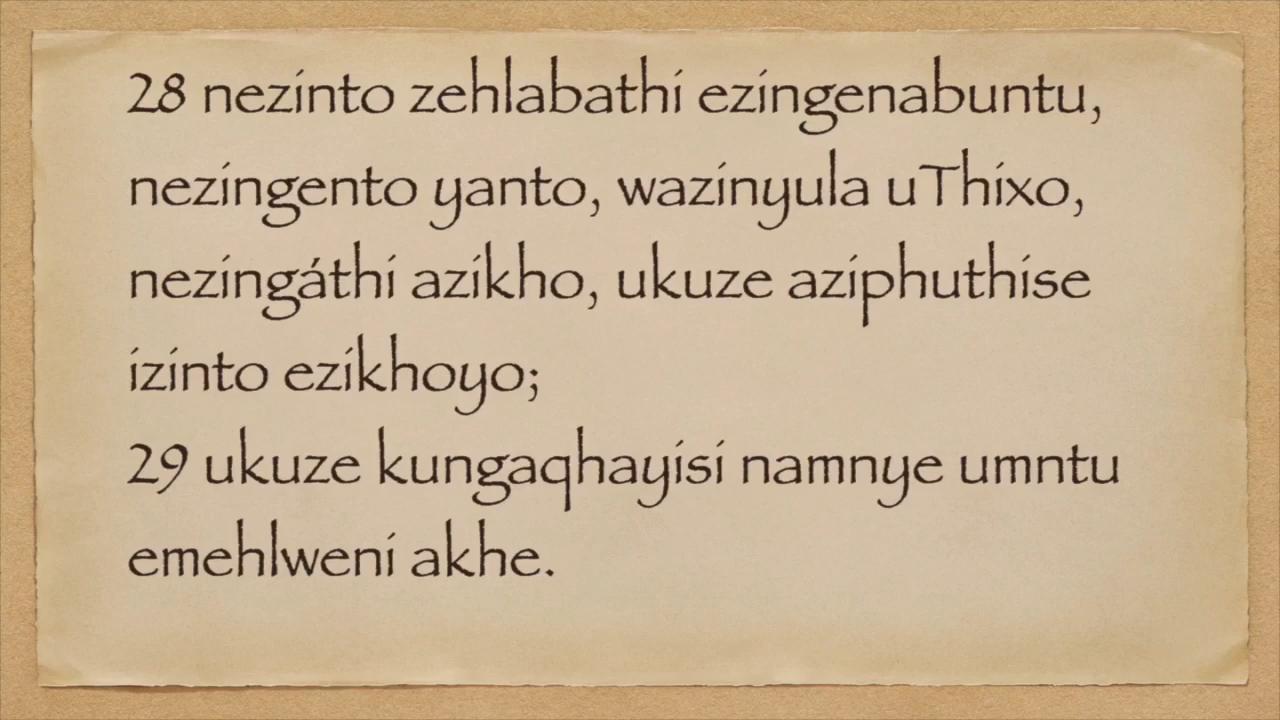 28 nezinto zehlabathi ezingenabuntu,
nezingento yanto, wazinyula uThixo,
nezingáthi azikho, ukuze aziphuthise
izinto ezikhoyo;
29 ukuze kungaqhayisi namnye umntu
emehlweni akhe.